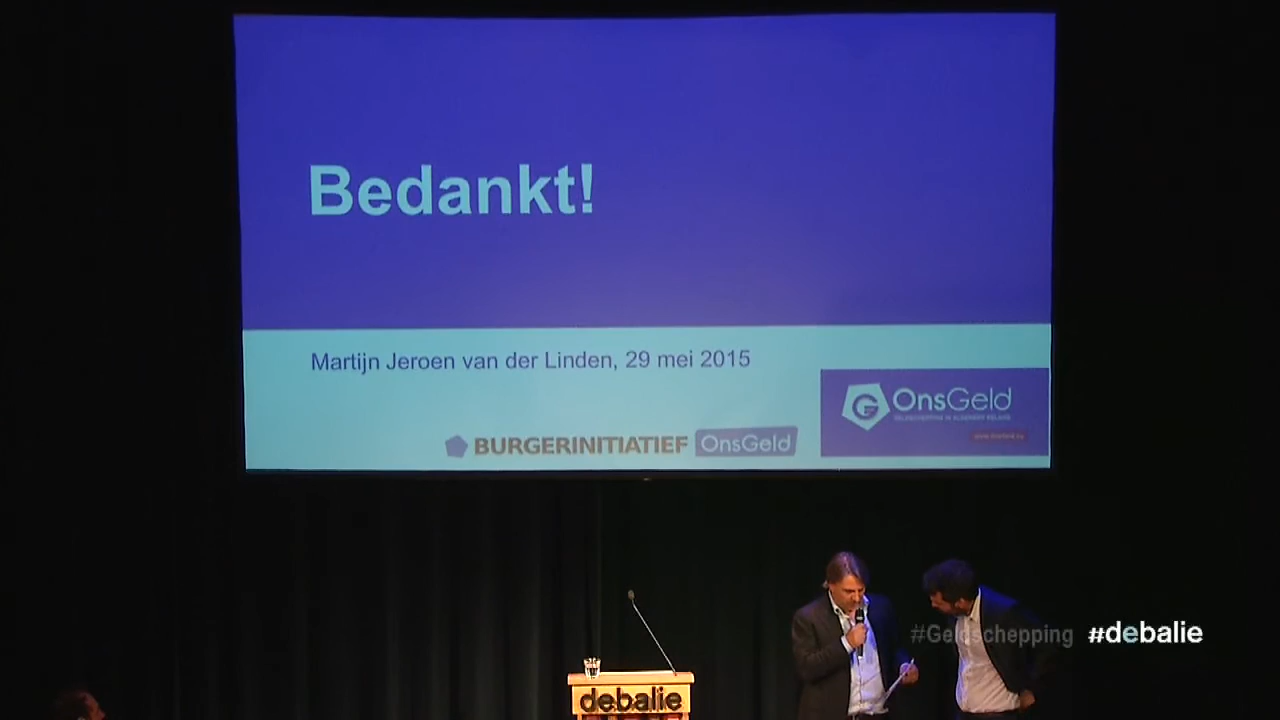 Bedankt!
Martijn Jeroen van der Linden, 29 mei 2015
OnsGeld
BURGERINITIATIEF OnsGeld
#Geldschepping #debalie
debalie